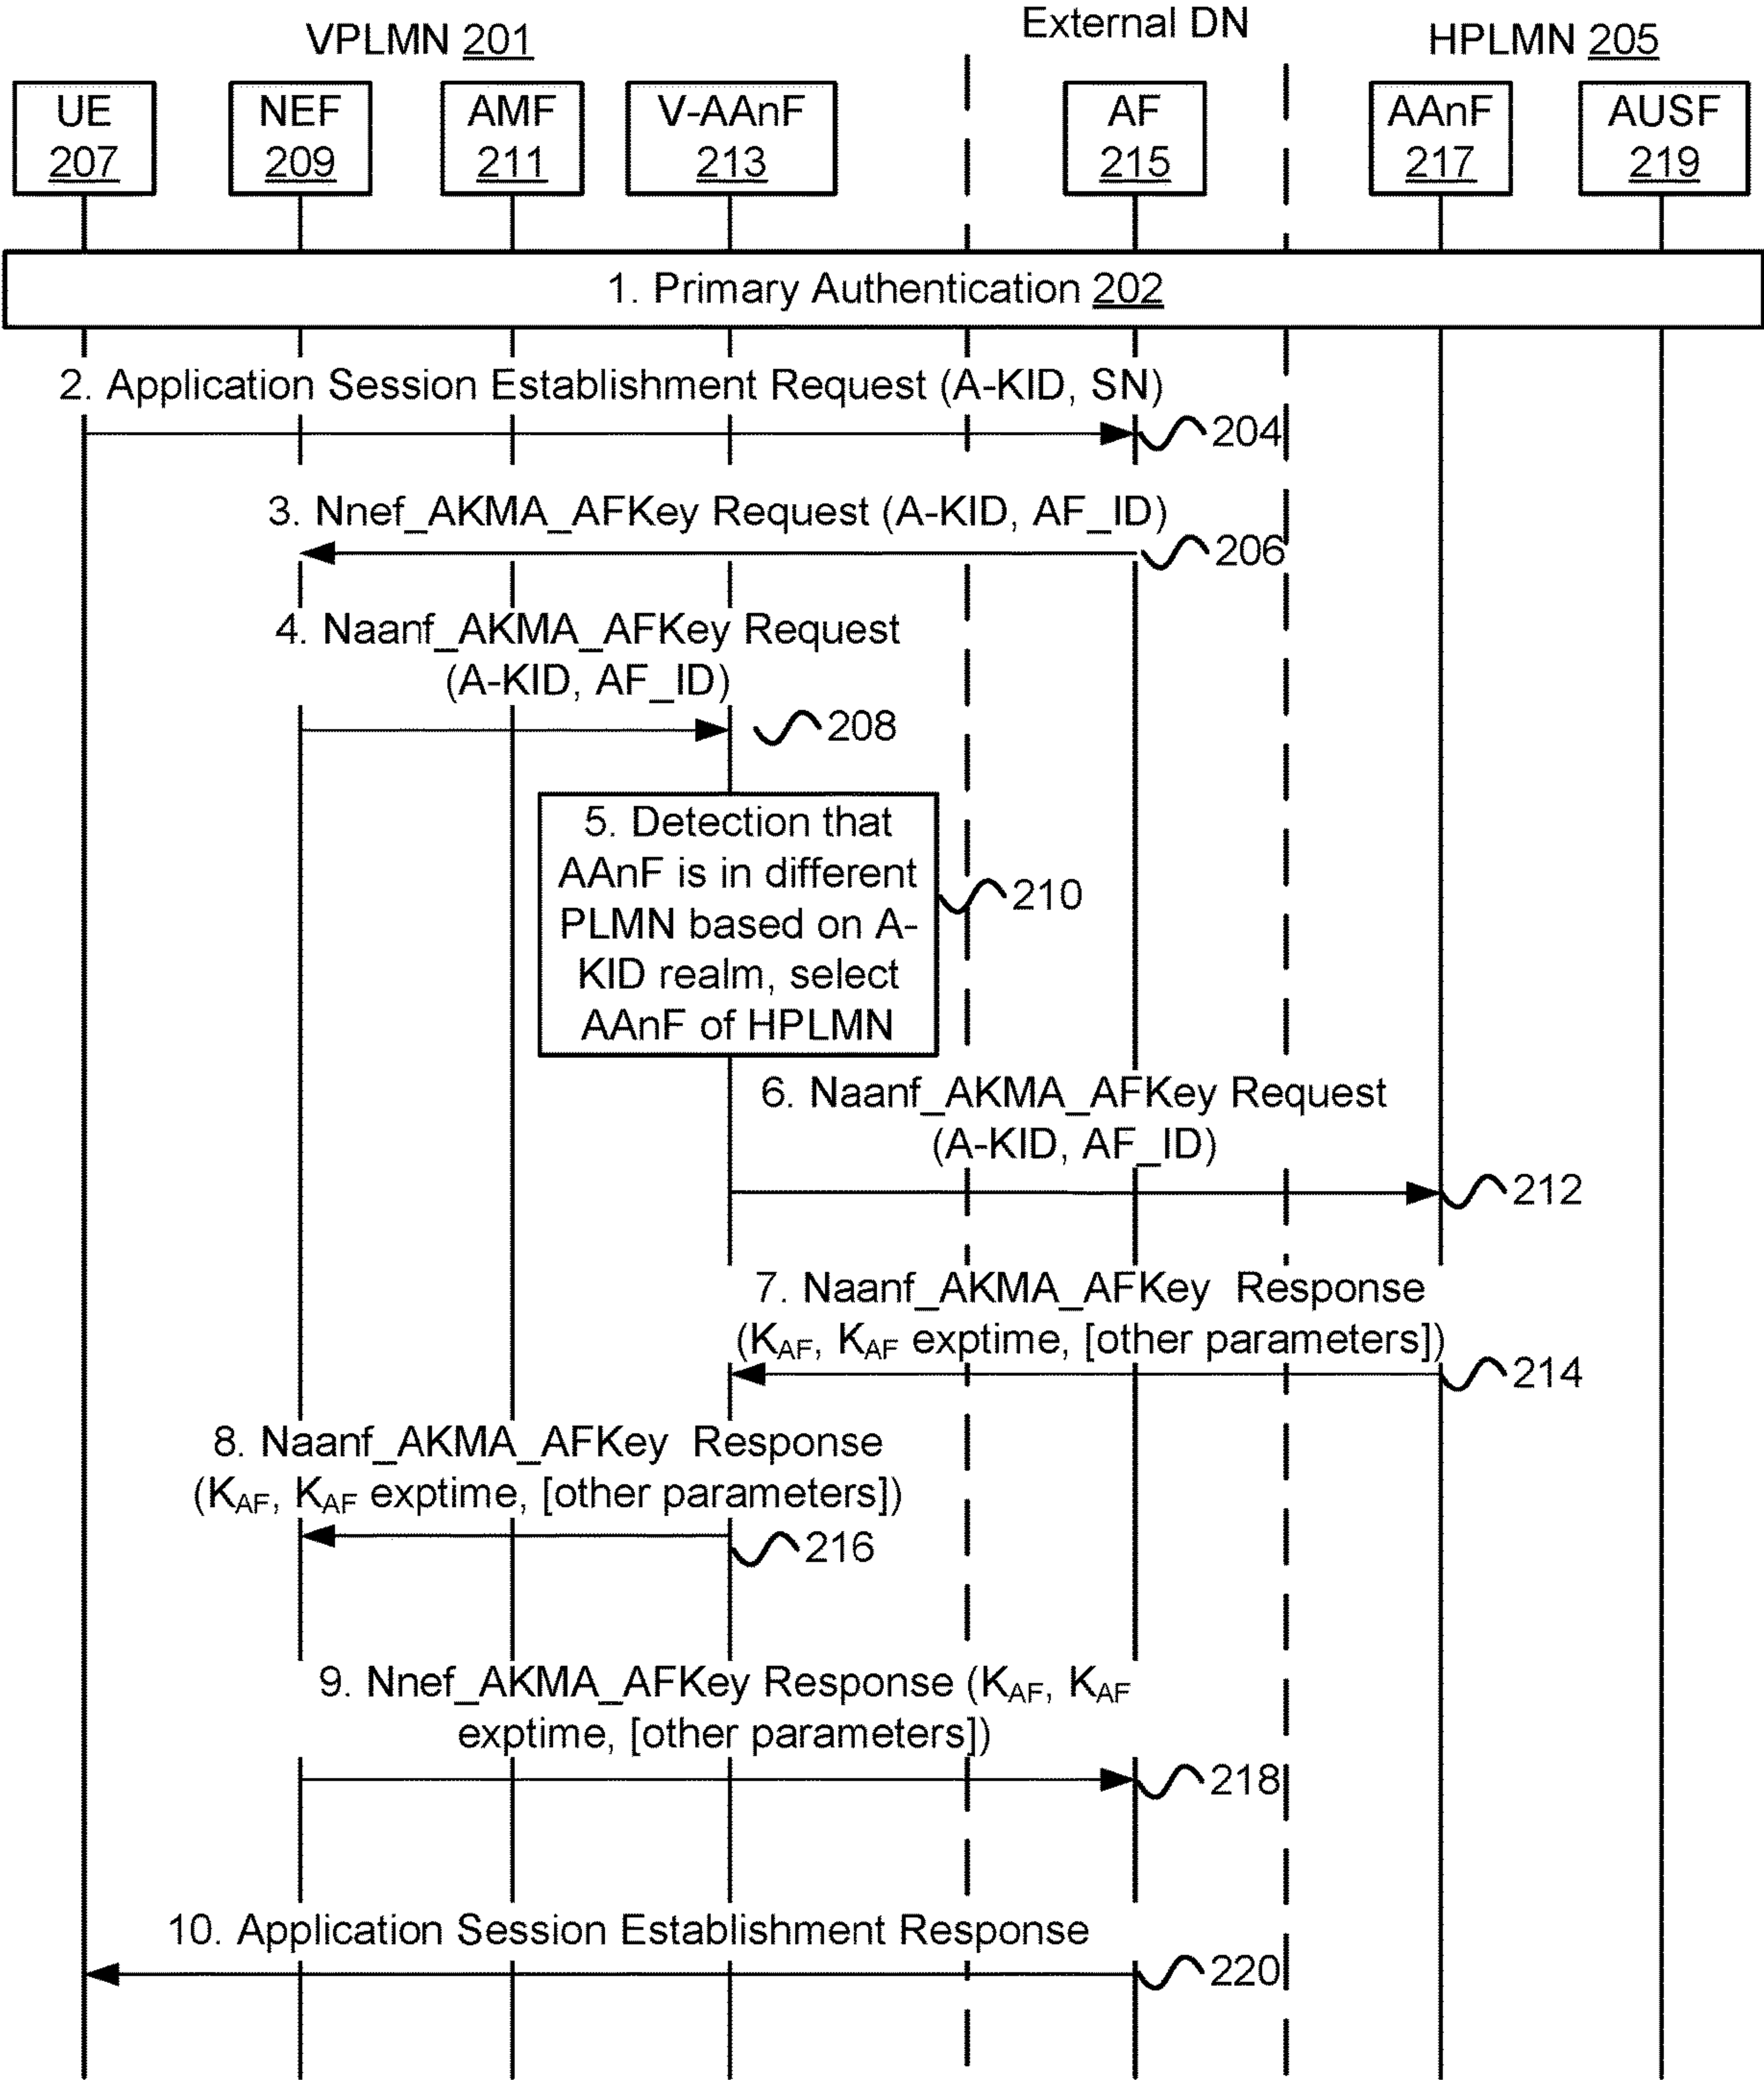 VPLMN 201
External DN
HPLMN 205
UE
207
NEF
209
AMF
211
V-AAnF
213
AF
215
AAnF
217
AUSF
219
1. Primary Authentication 202
2. Application Session Establishment Request (A-KID, SN)
204
3. Nnef_AKMA_AFKey Request (A-KID, AF_ID)
206
4. Naanf_AKMA_AFKey Request
(A-KID, AF_ID)
208
5. Detection that
AAnF is in different
PLMN based on A-
KID realm, select
AAnF of HPLMN
210
6. Naanf_AKMA_AFKey Request
(A-KID, AF_ID)
212
7. Naanf_AKMA_AFKey Response
(KAF, KAF exptime, [other parameters])
214
8. Naanf_AKMA_AFKey Response
(KAF, KAF exptime, [other parameters])
216
9. Nnef_AKMA_AFKey Response (KAF, KAF
exptime, [other parameters])
218
10. Application Session Establishment Response
220